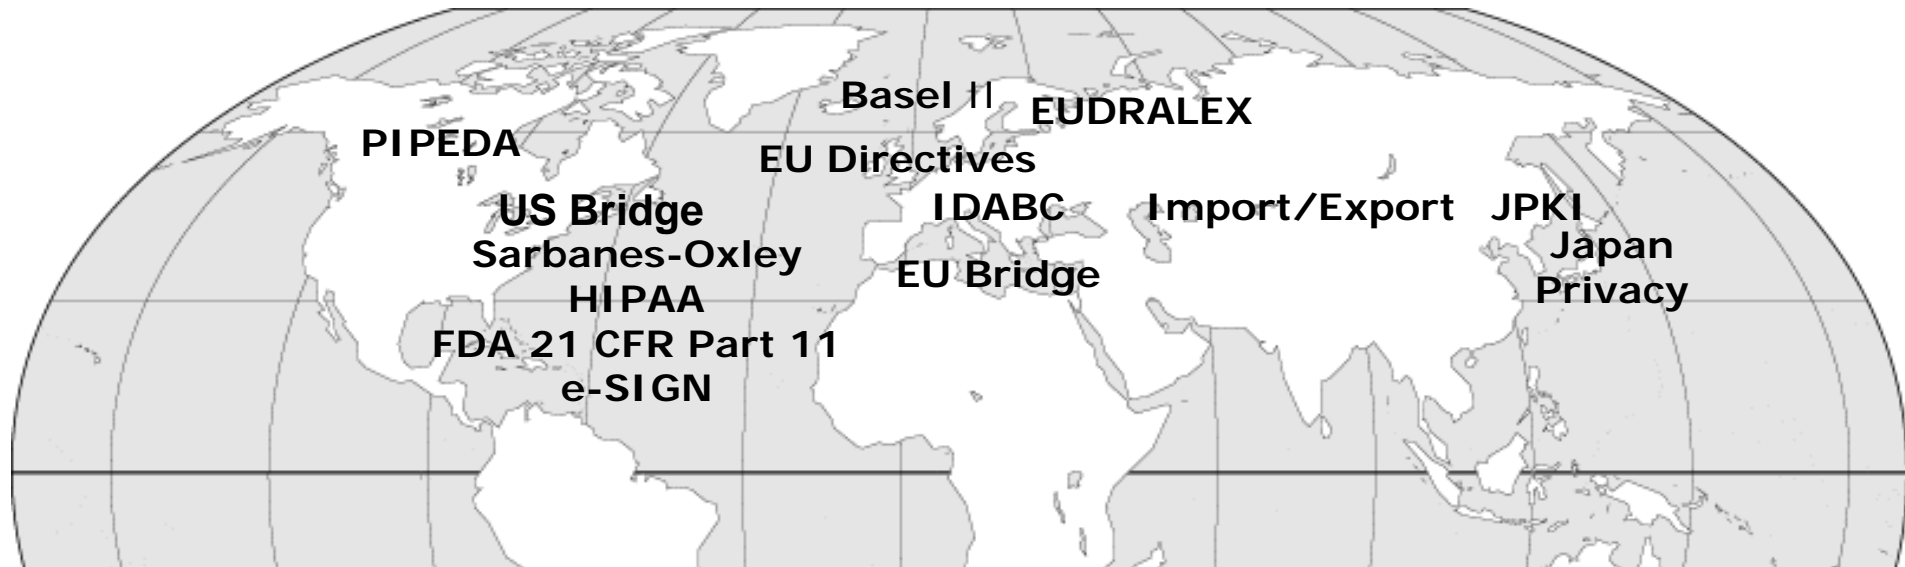 Basel II
EUDRALEX
PIPEDA
EU Directives
US Bridge
IDABC
Import/Export
JPKI
Sarbanes-Oxley
EU Bridge
Japan
Privacy
HIPAA
FDA 21 CFR Part 11
e-SIGN